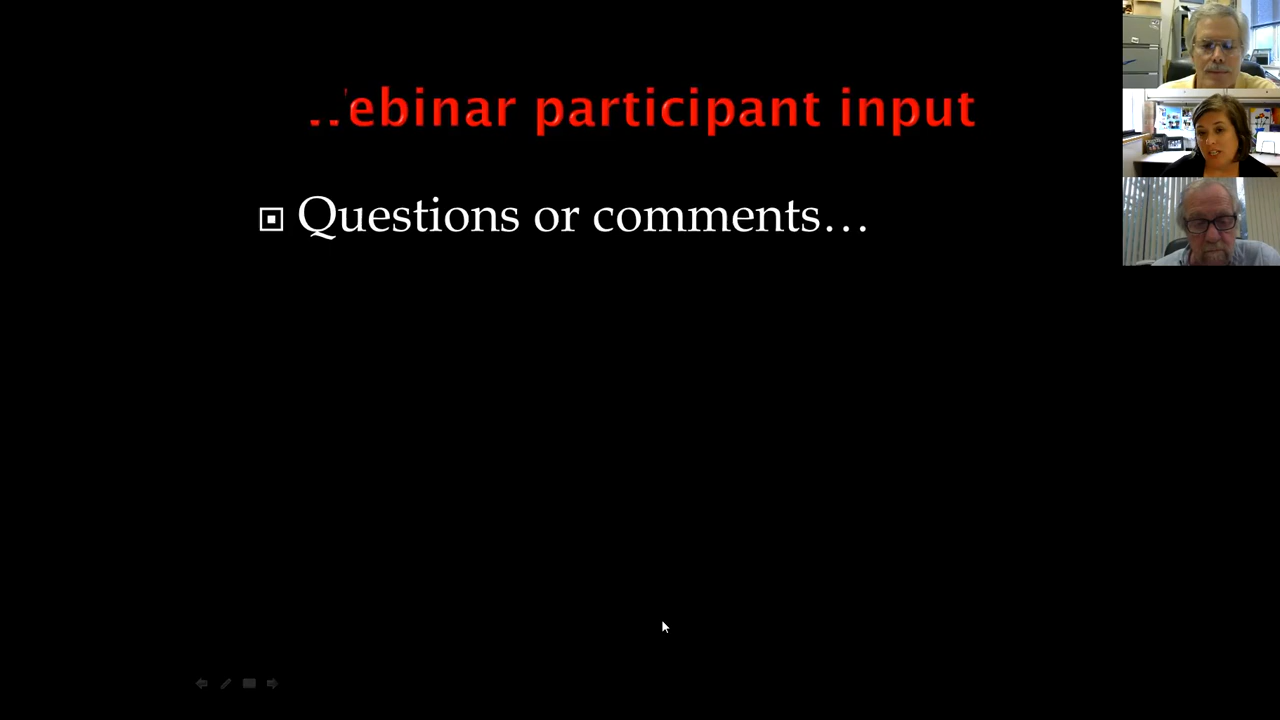 ..ebinar participant input
Questions or comments…